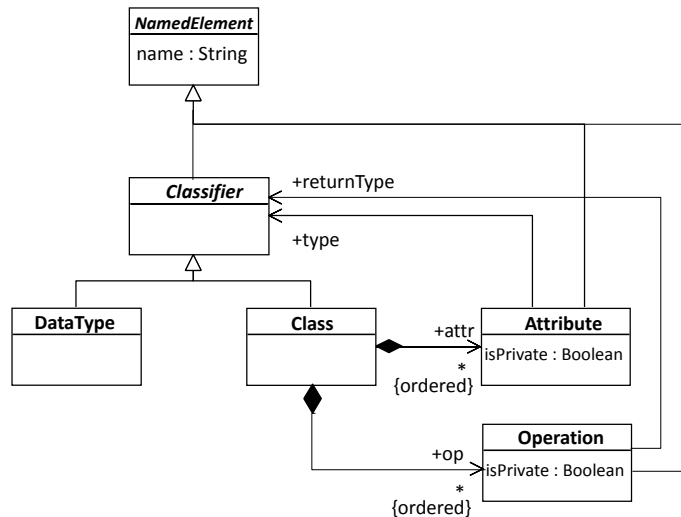 NamedElement
name : String
Classifier
+returnType
+type
DataType
Class
+attr
*
{ordered}
Attribute
isPrivate : Boolean
+op
*
{ordered}
Operation
isPrivate : Boolean